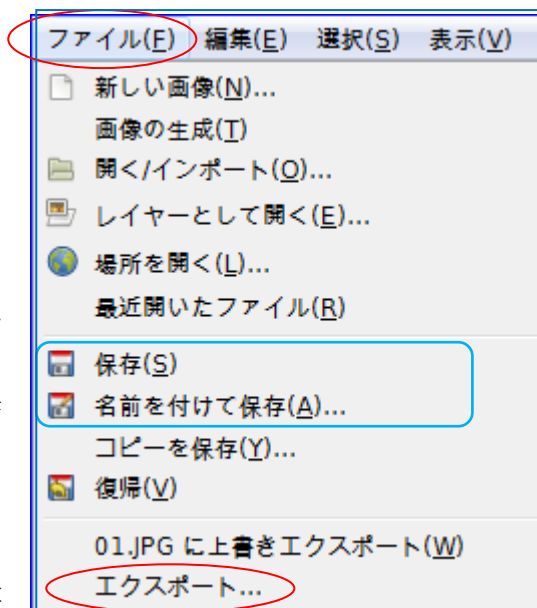 ファイル(F) 編集(E) 選択(S) 表示(V)
新しい画像(N)...
画像の生成(T)
開く/インポート(O)...
レイヤーとして開く(E)...
場所を開く(L)...
最近開いたファイル(R)
保存(S)
名前を付けて保存(A)...
コピーを保存(Y)...
復帰(V)
01.JPG に上書きエクスポート(W)
エクスポート...